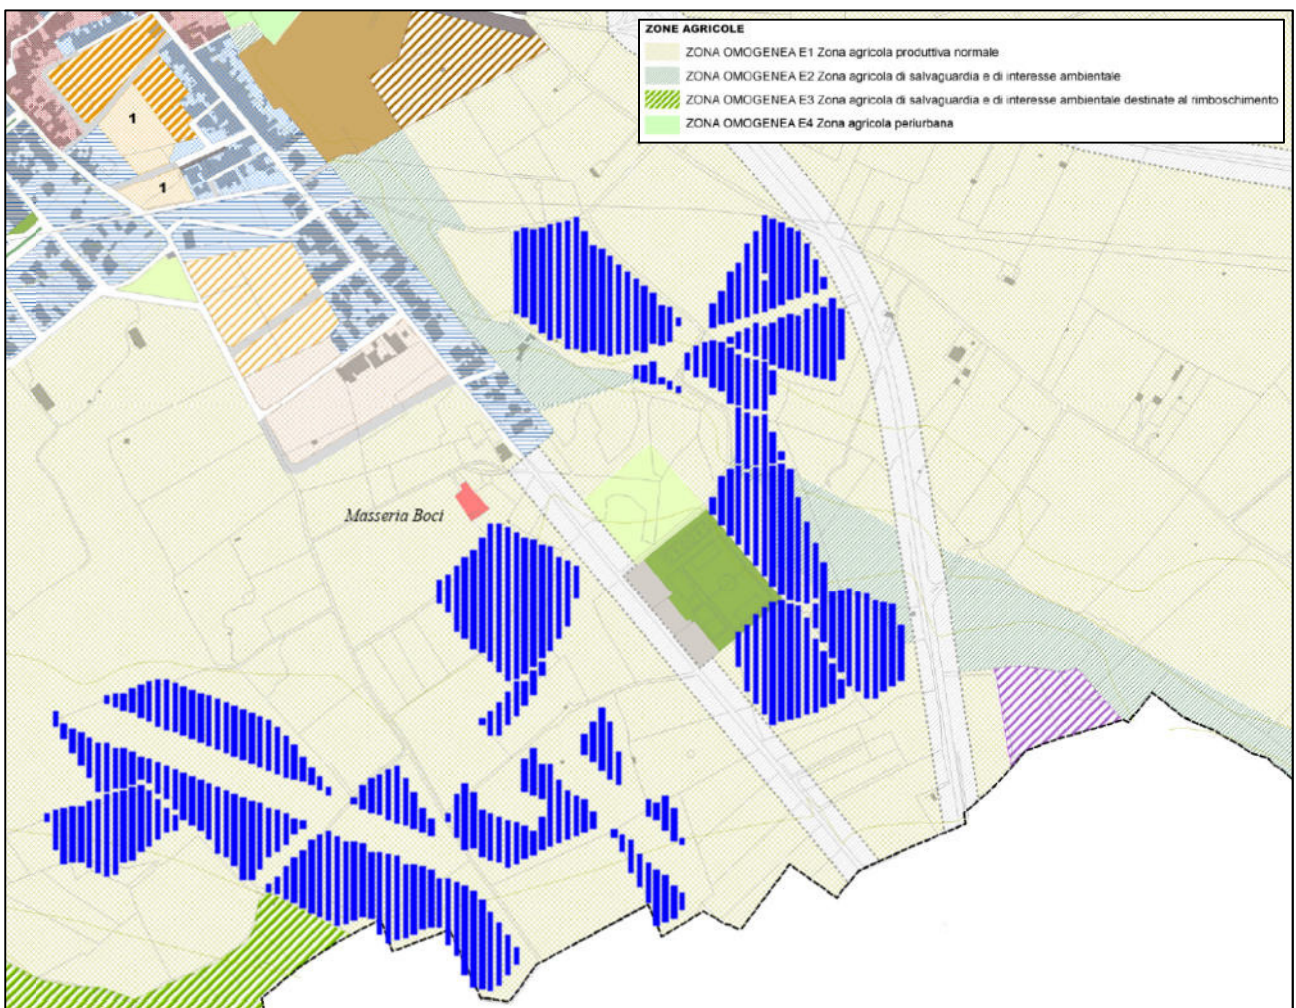 ZONE AGRICOLE
ZONA OMOGENEA E1 Zona agricola produttiva normale
ZONA OMOGENEA E2 Zona agricola di salvaguardia e di interesse ambientale
ZONA OMOGENEA E3 Zona agricola di salvaguardia e di interesse ambientale destinate al rimboschimento
ZONA OMOGENEA E4 Zona agricola periurbana
1
1
Masseria Boci